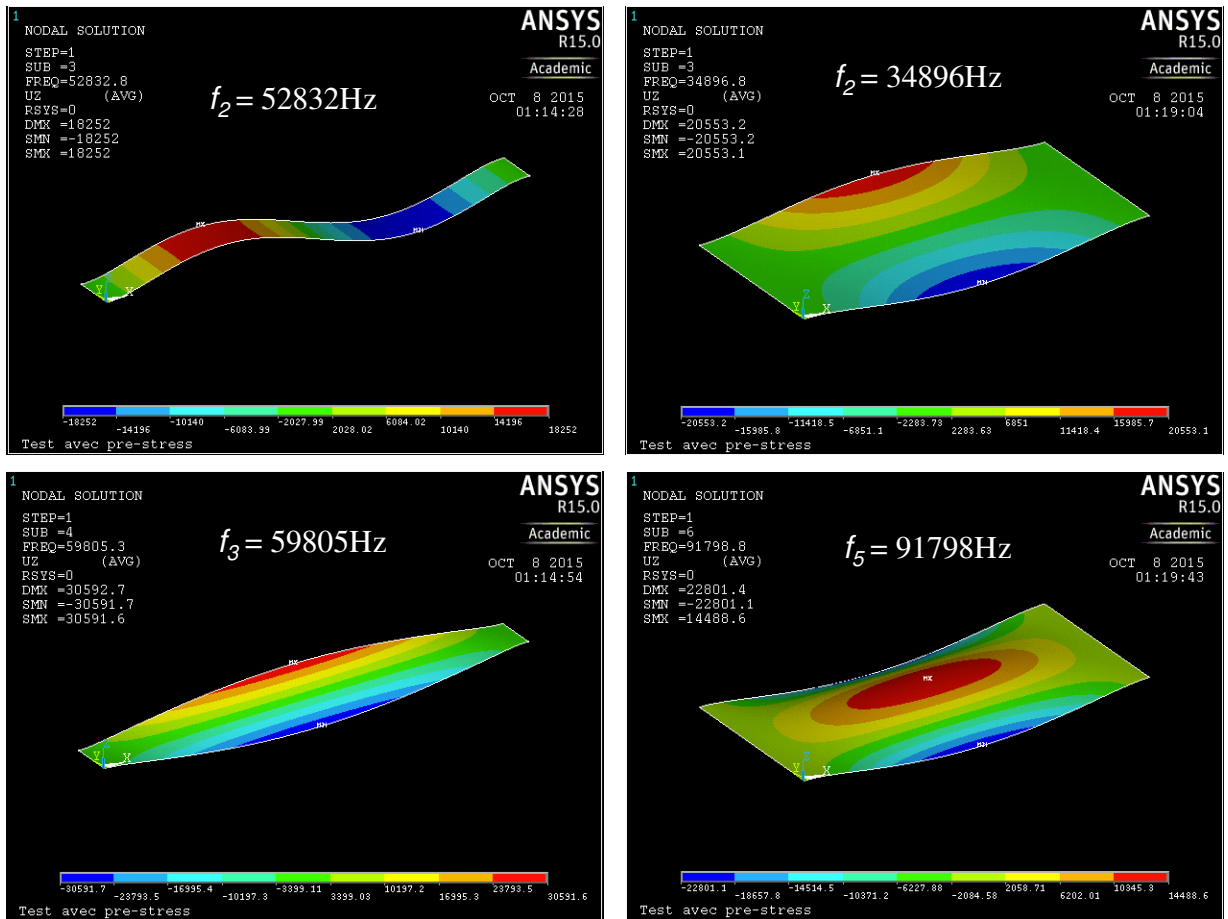 1
NODAL SOLUTION
STEP=1
SUB =3
FREQ=52832.8
UZ (AVG)
RSYS=0
DMX =18252
SMN =-18252
SMX =18252
f2 = 52832Hz
ANSYS
R15.0
Academic
OCT 8 2015
01:14:28
MX
MN
Z
Y X
-18252 -10140 -2027.99 6084.02 14196
-14196 -6083.99 2028.02 10140 18252
Test avec pre-stress
1
NODAL SOLUTION
STEP=1
SUB =3
FREQ=34896.8
UZ (AVG)
RSYS=0
DMX =20553.2
SMN =-20553.2
SMX =20553.1
f2 = 34896Hz
ANSYS
R15.0
Academic
OCT 8 2015
01:19:04
MX
MN
Z
Y X
-20553.2 -11418.5 -2283.73 6851 15985.7
-15985.8 -6851.1 2283.63 11418.4 20553.1
Test avec pre-stress
1
NODAL SOLUTION
STEP=1
SUB =4
FREQ=59805.3
UZ (AVG)
RSYS=0
DMX =30592.7
SMN =-30591.7
SMX =30591.6
f3 = 59805Hz
ANSYS
R15.0
Academic
OCT 8 2015
01:14:54
MX
MN
Z
Y X
-30591.7 -16995.4 -3399.11 10197.2 23793.5
-23793.5 -10197.3 3399.03 16995.3 30591.6
Test avec pre-stress
1
NODAL SOLUTION
STEP=1
SUB =6
FREQ=91798.8
UZ (AVG)
RSYS=0
DMX =22801.4
SMN =-22801.1
SMX =14488.6
f5 = 91798Hz
ANSYS
R15.0
Academic
OCT 8 2015
01:19:43
MX
MN
Z
Y X
-22801.1 -14514.5 -6227.88 2058.71 10345.3
-18657.8 -10371.2 -2084.58 6202.01 14488.6
Test avec pre-stress